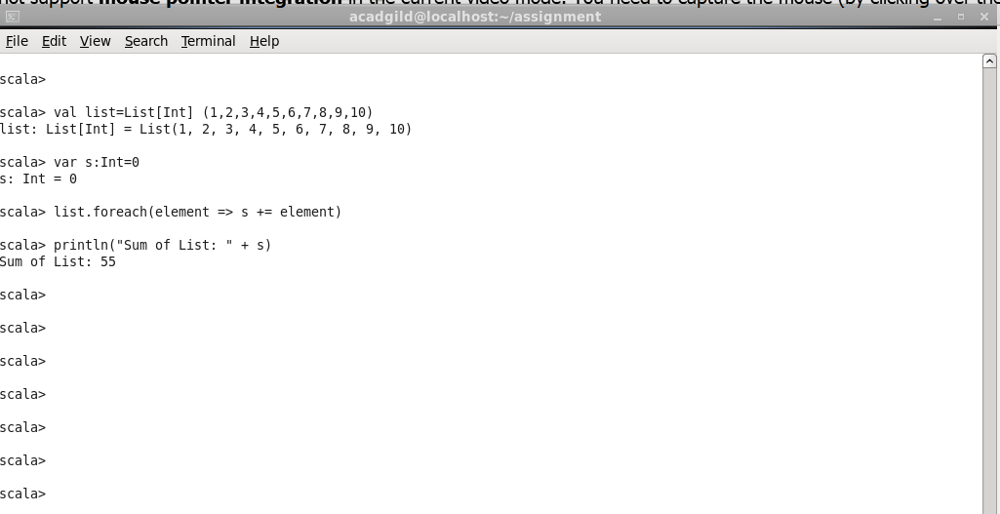 not support mouse pointer integration in the current video mode. You need to capture the mouse (by clicking over the
acadgild@localhost:~/assignment
File Edit View Search Terminal Help
scala>
scala> val list=List[Int] (1,2,3,4,5,6,7,8,9,10)
list: List[Int] = List(1, 2, 3, 4, 5, 6, 7, 8, 9, 10)
scala> var s:Int=0
s: Int = 0
scala> list.foreach(element => s += element)
scala> println("Sum of List: " + s)
Sum of List: 55
scala>
scala>
scala>
scala>
scala>
scala>
scala>